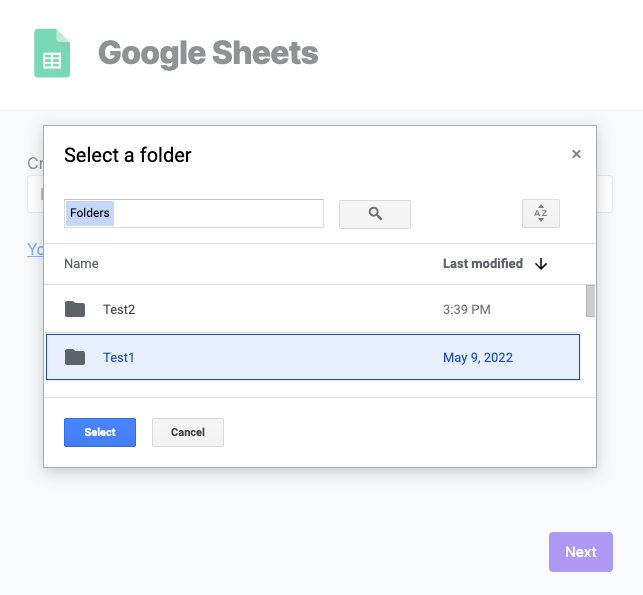 Google Sheets
Cr
Select a folder
×
Folders
AZ
Yo
Name
Last modified
Test2
3:39 PM
Test1
May 9, 2022
Select
Cancel
Next